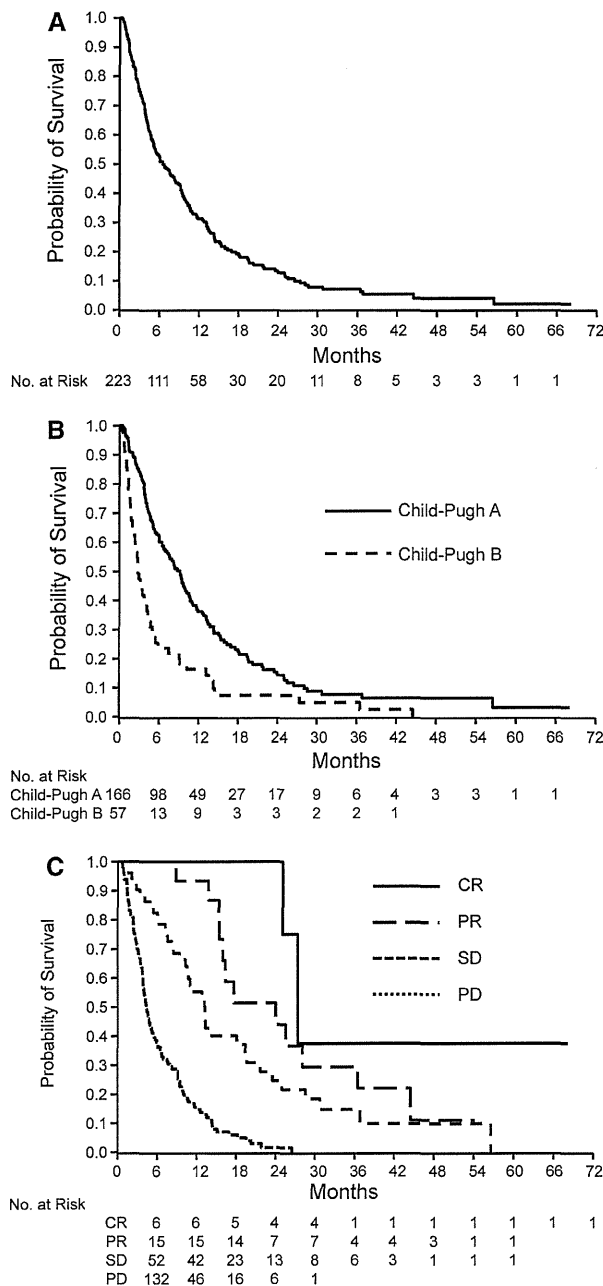 A
Probability of Survival
1.0
0.9
0.8
0.7
0.6
0.5
0.4
0.3
0.2
0.1
0.0
0 6 12 18 24 30 36 42 48 54 60 66 72
Months
No. at Risk 223 111 58 30 20 11 8 5 3 3 1 1
B
Probability of Survival
1.0
0.9
0.8
0.7
0.6
0.5
0.4
0.3
0.2
0.1
0.0
Child-Pugh A
Child-Pugh B
0 6 12 18 24 30 36 42 48 54 60 66 72
Months
No. at Risk
Child-Pugh A 166 98 49 27 17 9 6 4 3 3 1 1
Child-Pugh B 57 13 9 3 3 2 2 1
C
Probability of Survival
1.0
0.9
0.8
0.7
0.6
0.5
0.4
0.3
0.2
0.1
0.0
CR
PR
SD
PD
0 6 12 18 24 30 36 42 48 54 60 66 72
Months
No. at Risk
CR 6 6 5 4 4 1 1 1 1 1 1 1
PR 15 15 14 7 7 4 4 3 1 1
SD 52 42 23 13 8 6 3 1 1 1
PD 132 46 16 6 1